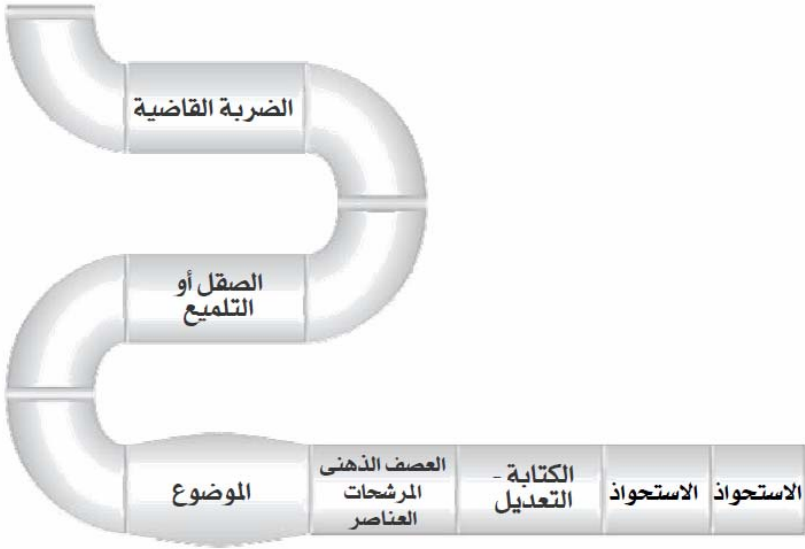 الضربة القاضية
الصقل أو
التلميع
الاستحواذ
الاستحواذ
الكتابة -
التعديل
العصف الذهنى
المرشحات
العناصر
الموضوع